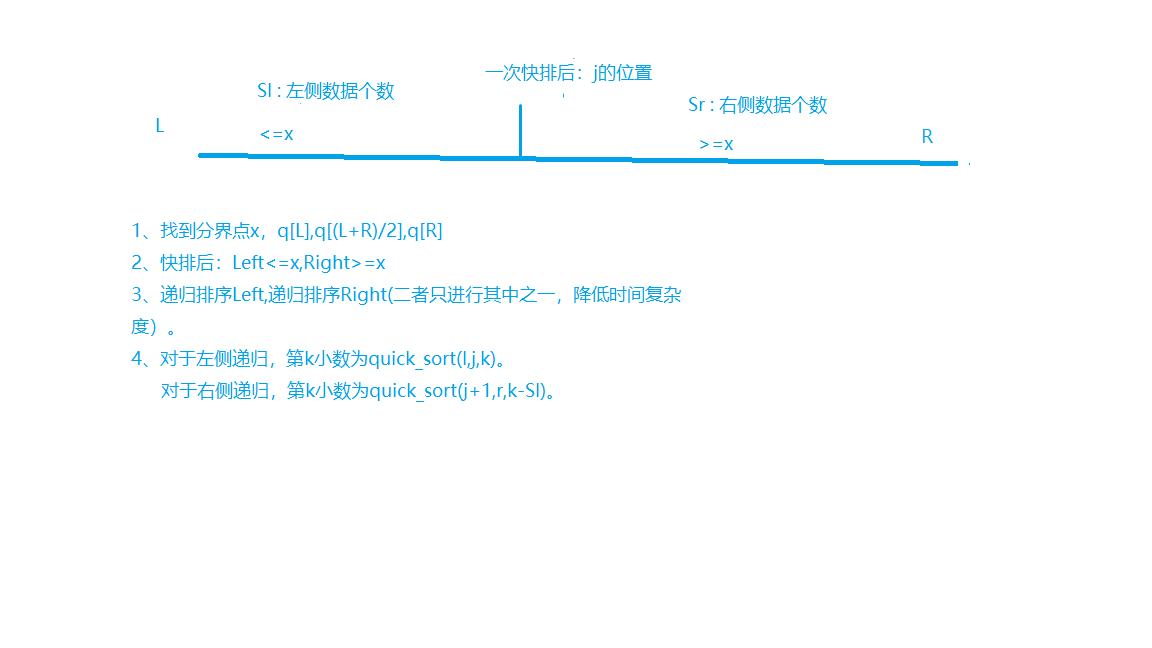 一次快排后：j的位置
Sl : 左侧数据个数
Sr : 右侧数据个数
L
<=x
>=x
R
1、找到分界点x，q[L],q[(L+R)/2],q[R]
2、快排后：Left<=x,Right>=x
3、递归排序Left,递归排序Right(二者只进行其中之一，降低时间复杂
度）。
4、对于左侧递归，第k小数为quick_sort(l,j,k)。
对于右侧递归，第k小数为quick_sort(j+1,r,k-Sl)。